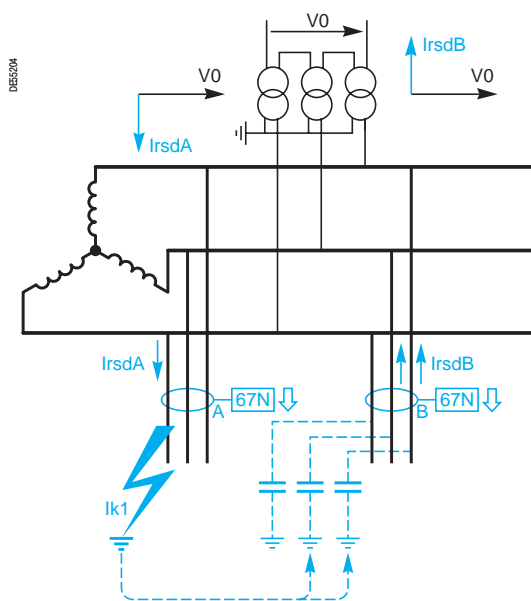 DE55204
V0
IrsdB
V0
V0
IrsdA
IrsdA
IrsdB
A
67N
B
67N
Ik1